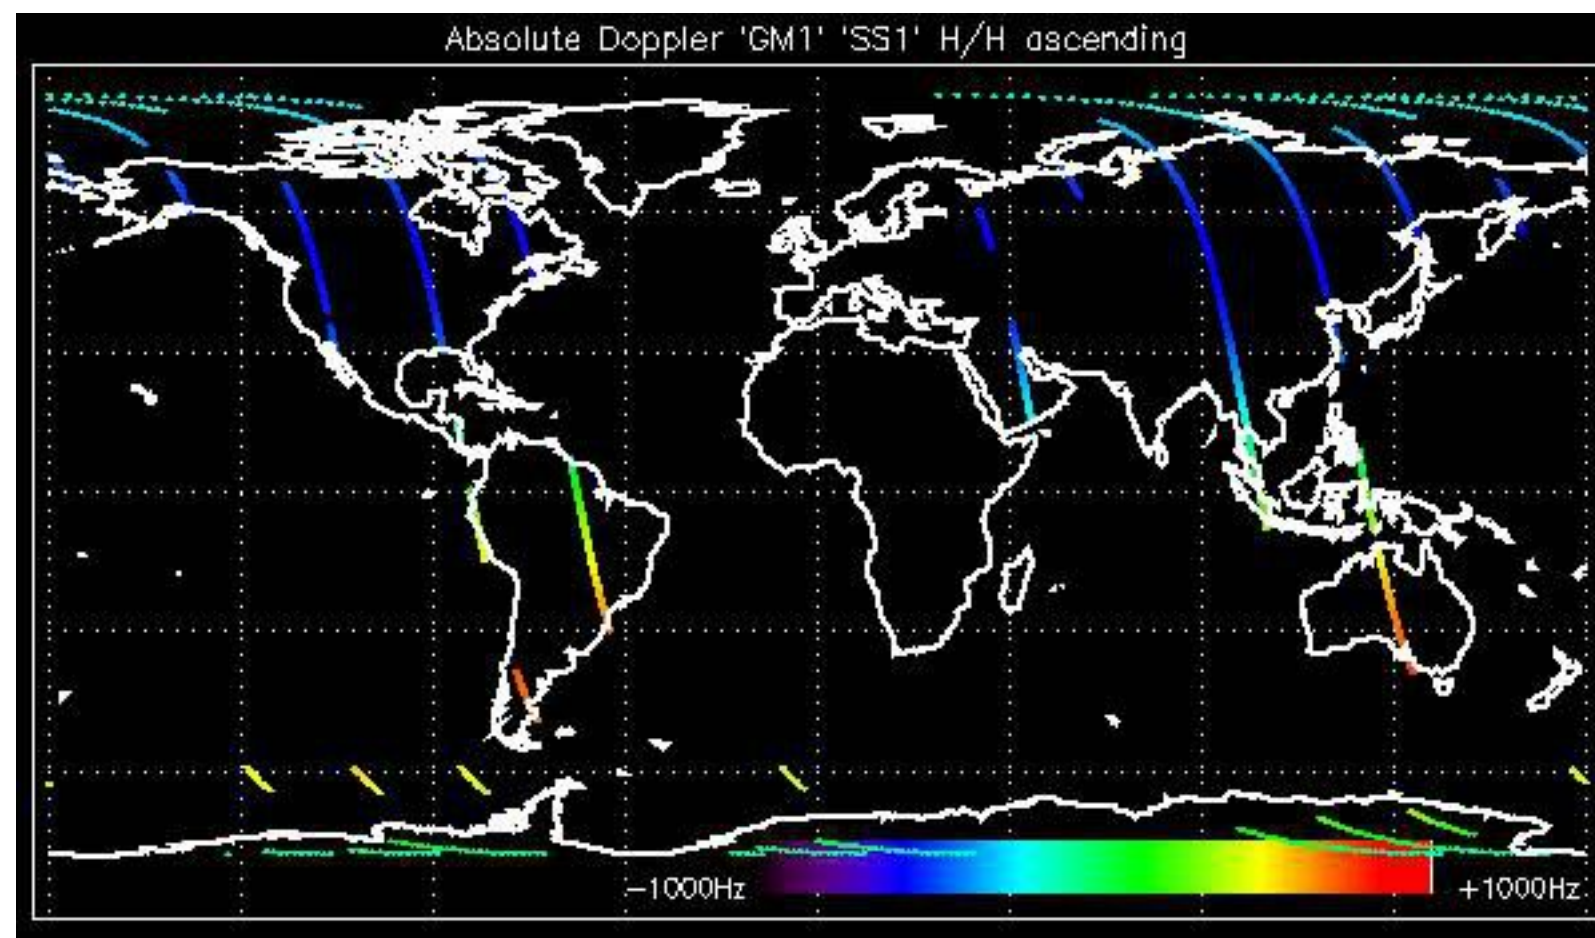 Absolute Doppler 'GM1' 'SS1' H/H ascending
−1000Hz
+1000Hz